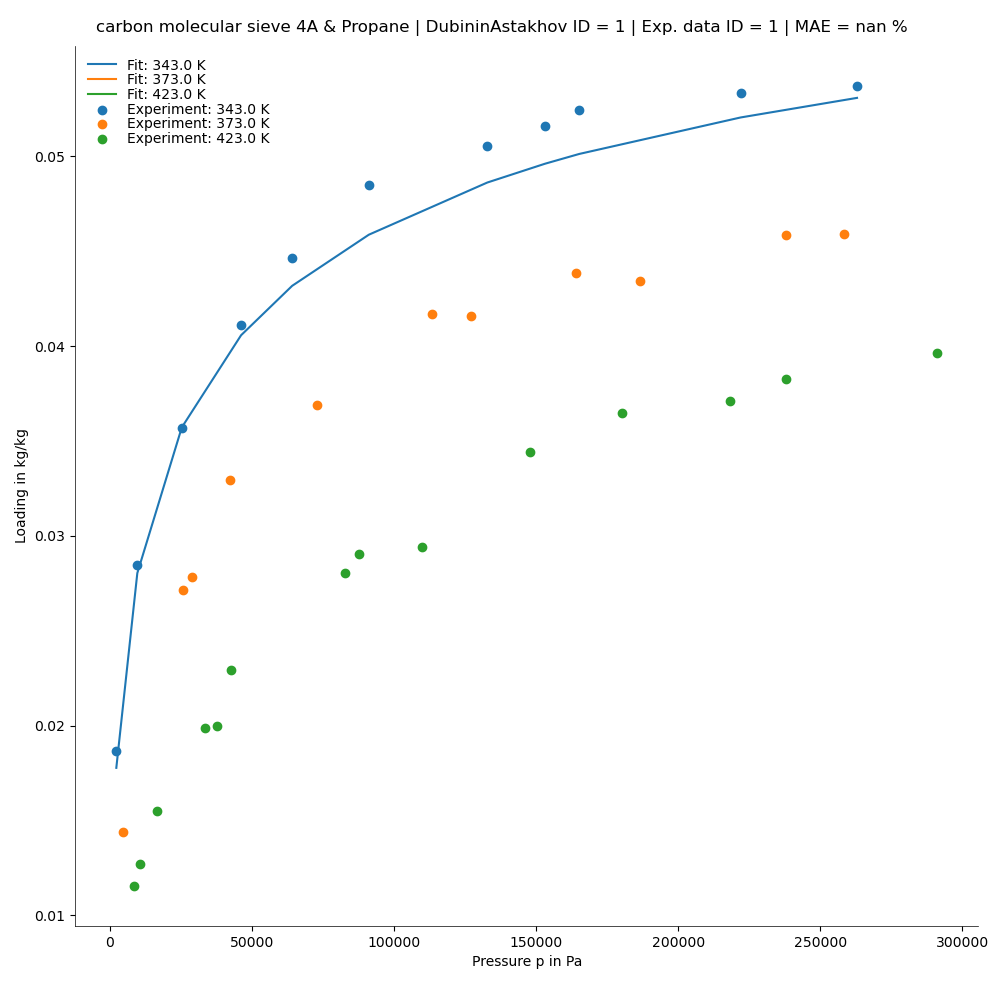 carbon molecular sieve 4A & Propane | DubininAstakhov ID = 1 | Exp. data ID = 1 | MAE = nan %
Fit: 343.0 K
Fit: 373.0 K
Fit: 423.0 K
Experiment: 343.0 K
Experiment: 373.0 K
Experiment: 423.0 K
0.05
0.04
0.03
0.02
0.01
Loading in kg/kg
0 50000 100000 150000 200000 250000 300000
Pressure p in Pa